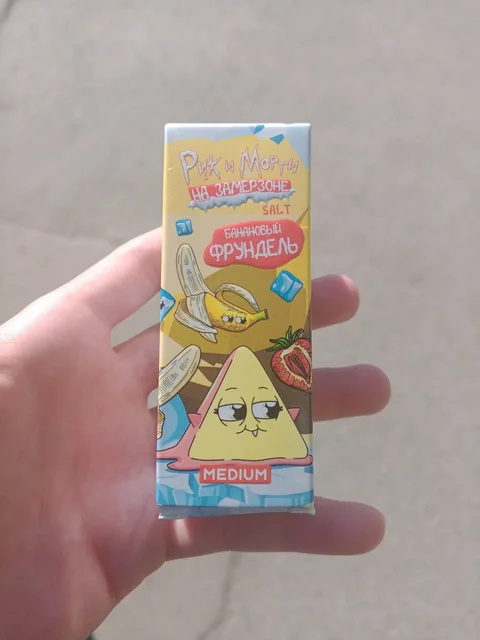 Рик и Морти
НА ЗАМЕРЗОНЕ
SALT
БАНАНОВЫЙ
ФРУНДЕЛЬ
MEDIUM